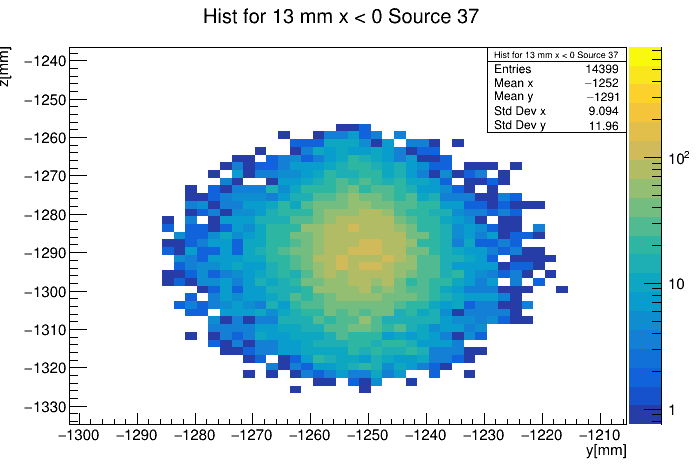 Hist for 13 mm x < 0 Source 37
z[mm]
Hist for 13 mm x < 0 Source 37
Entries 14399
Mean x −1252
Mean y −1291
Std Dev x 9.094
Std Dev y 11.96
−1240
−1250
−1260
−1270
−1280
−1290
−1300
−1310
−1320
−1330
10²
10
1
−1300 −1290 −1280 −1270 −1260 −1250 −1240 −1230 −1220 −1210
y[mm]